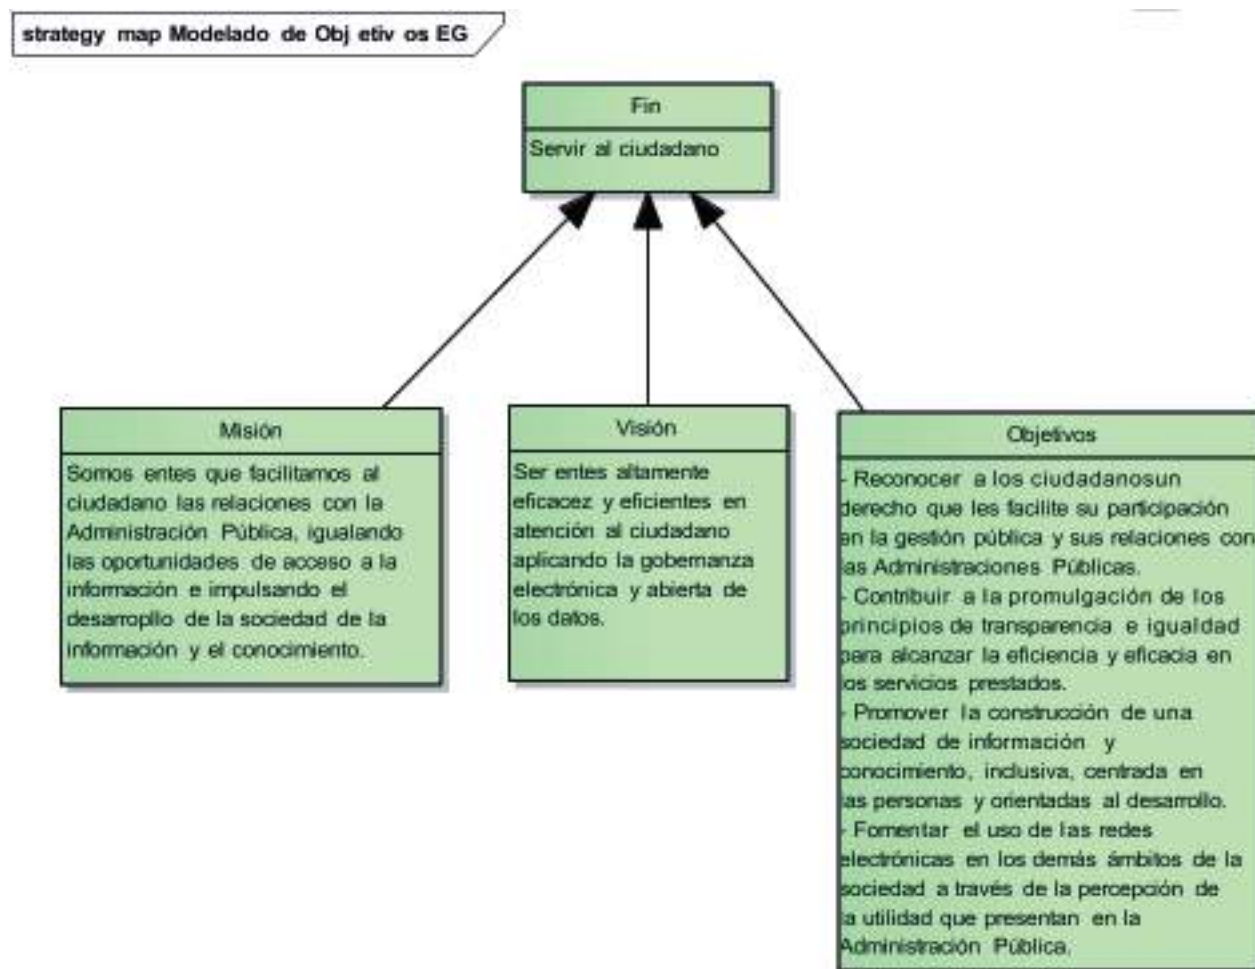 strategy map Modelado de Obj etiv os EG
Fin
Servir al ciudadano
Misión
Somos entes que facilitamos al
ciudadano las relaciones con la
Administración Pública, igualando
las oportunidades de acceso a la
información e impulsando el
desarropllo de la sociedad de la
información y el conocimiento.
Visión
Ser entes altamente
eficacez y eficientes en
atención al ciudadano
aplicando la gobernanza
electrónica y abierta de
los datos.
Objetivos
- Reconocer a los ciudadanosun
derecho que les facilite su participación
en la gestión pública y sus relaciones con
las Administraciones Públicas.
- Contribuir a la promulgación de los
principios de transparencia e igualdad
para alcanzar la eficiencia y eficacia en
los servicios prestados.
- Promover la construcción de una
sociedad de información y
conocimiento, inclusiva, centrada en
las personas y orientadas al desarrollo.
- Fomentar el uso de las redes
electrónicas en los demás ámbitos de la
sociedad a través de la percepción de
la utilidad que presentan en la
Administración Pública.